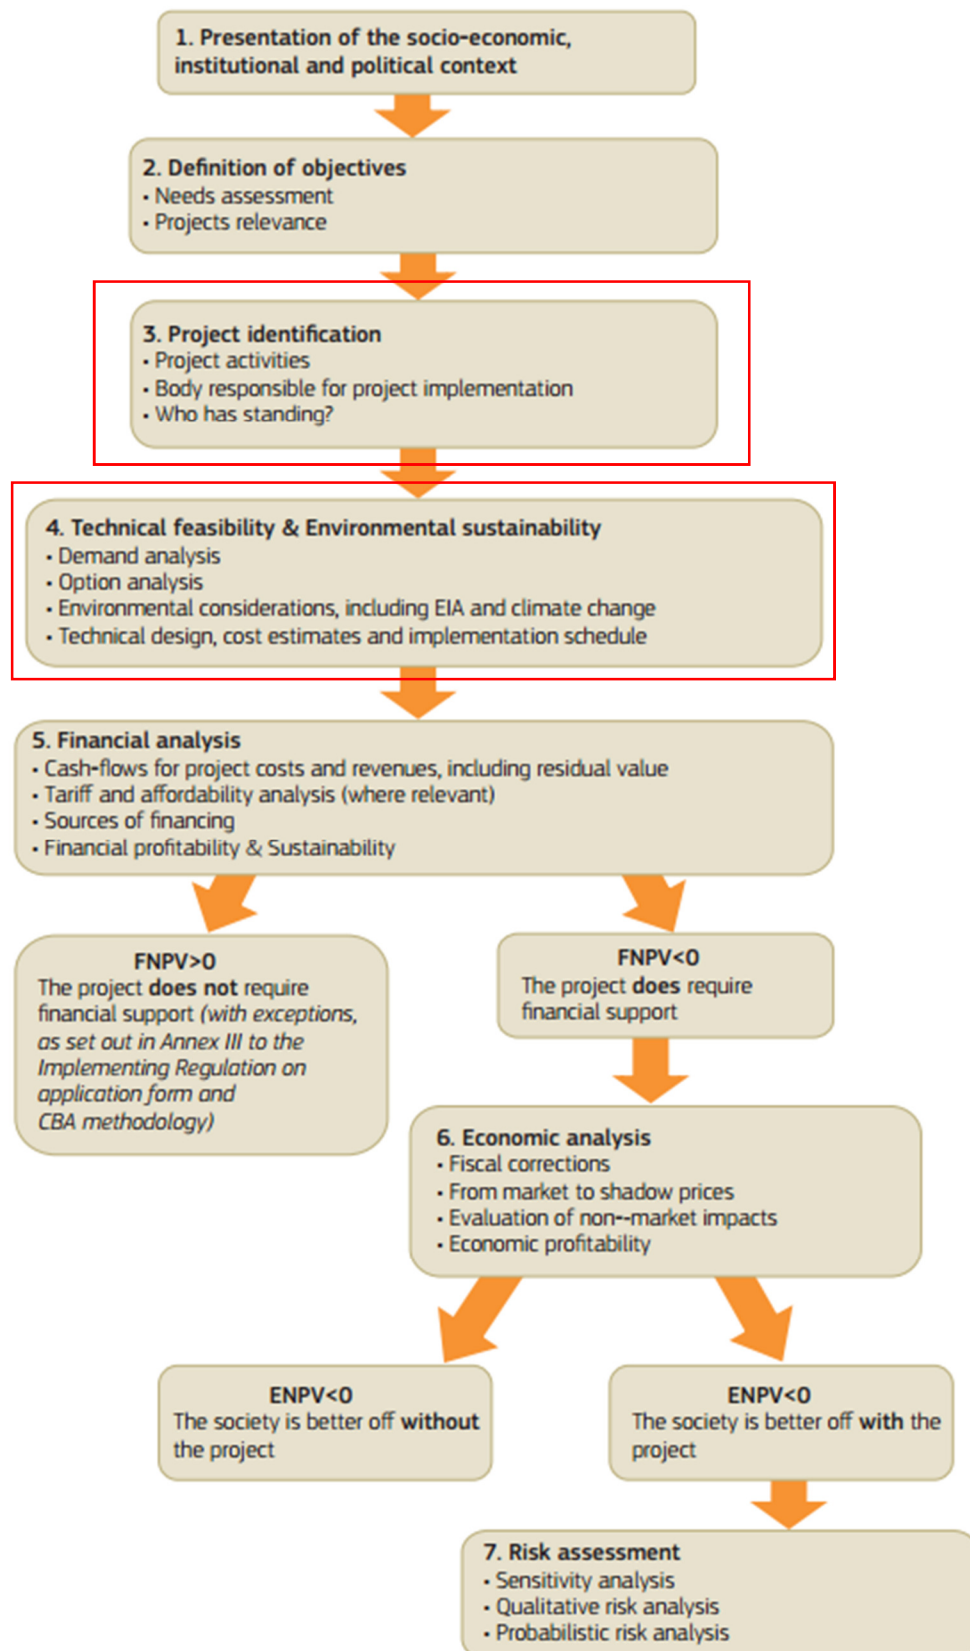 1. Presentation of the socio-economic,
institutional and political context
2. Definition of objectives
• Needs assessment
• Projects relevance
3. Project identification
• Project activities
• Body responsible for project implementation
• Who has standing?
4. Technical feasibility & Environmental sustainability
• Demand analysis
• Option analysis
• Environmental considerations, including EIA and climate change
• Technical design, cost estimates and implementation schedule
5. Financial analysis
• Cash-flows for project costs and revenues, including residual value
• Tariff and affordability analysis (where relevant)
• Sources of financing
• Financial profitability & Sustainability
FNPV>0
The project does not require
financial support (with exceptions,
as set out in Annex III to the
Implementing Regulation on
application form and
CBA methodology)
FNPV<0
The project does require
financial support
6. Economic analysis
• Fiscal corrections
• From market to shadow prices
• Evaluation of non--market impacts
• Economic profitability
ENPV<0
The society is better off without
the project
ENPV<0
The society is better off with the
project
7. Risk assessment
• Sensitivity analysis
• Qualitative risk analysis
• Probabilistic risk analysis